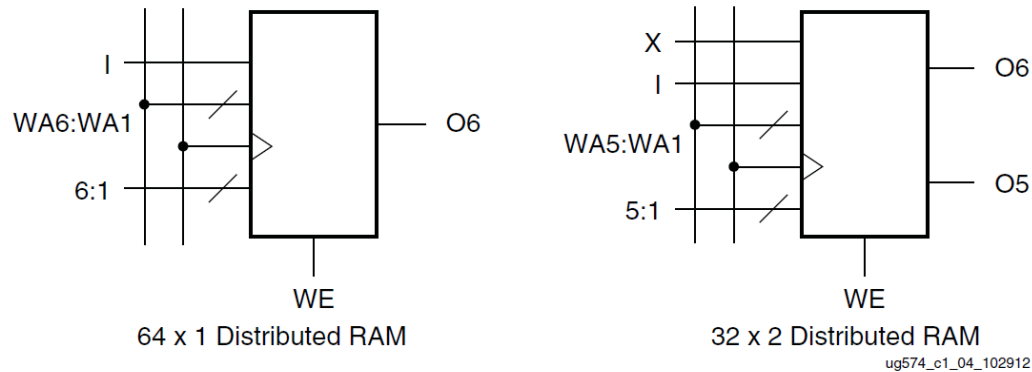 I
WA6:WA1
6:1
O6
WE
64 x 1 Distributed RAM
X
I
WA5:WA1
5:1
O6
O5
WE
32 x 2 Distributed RAM
ug574_c1_04_102912